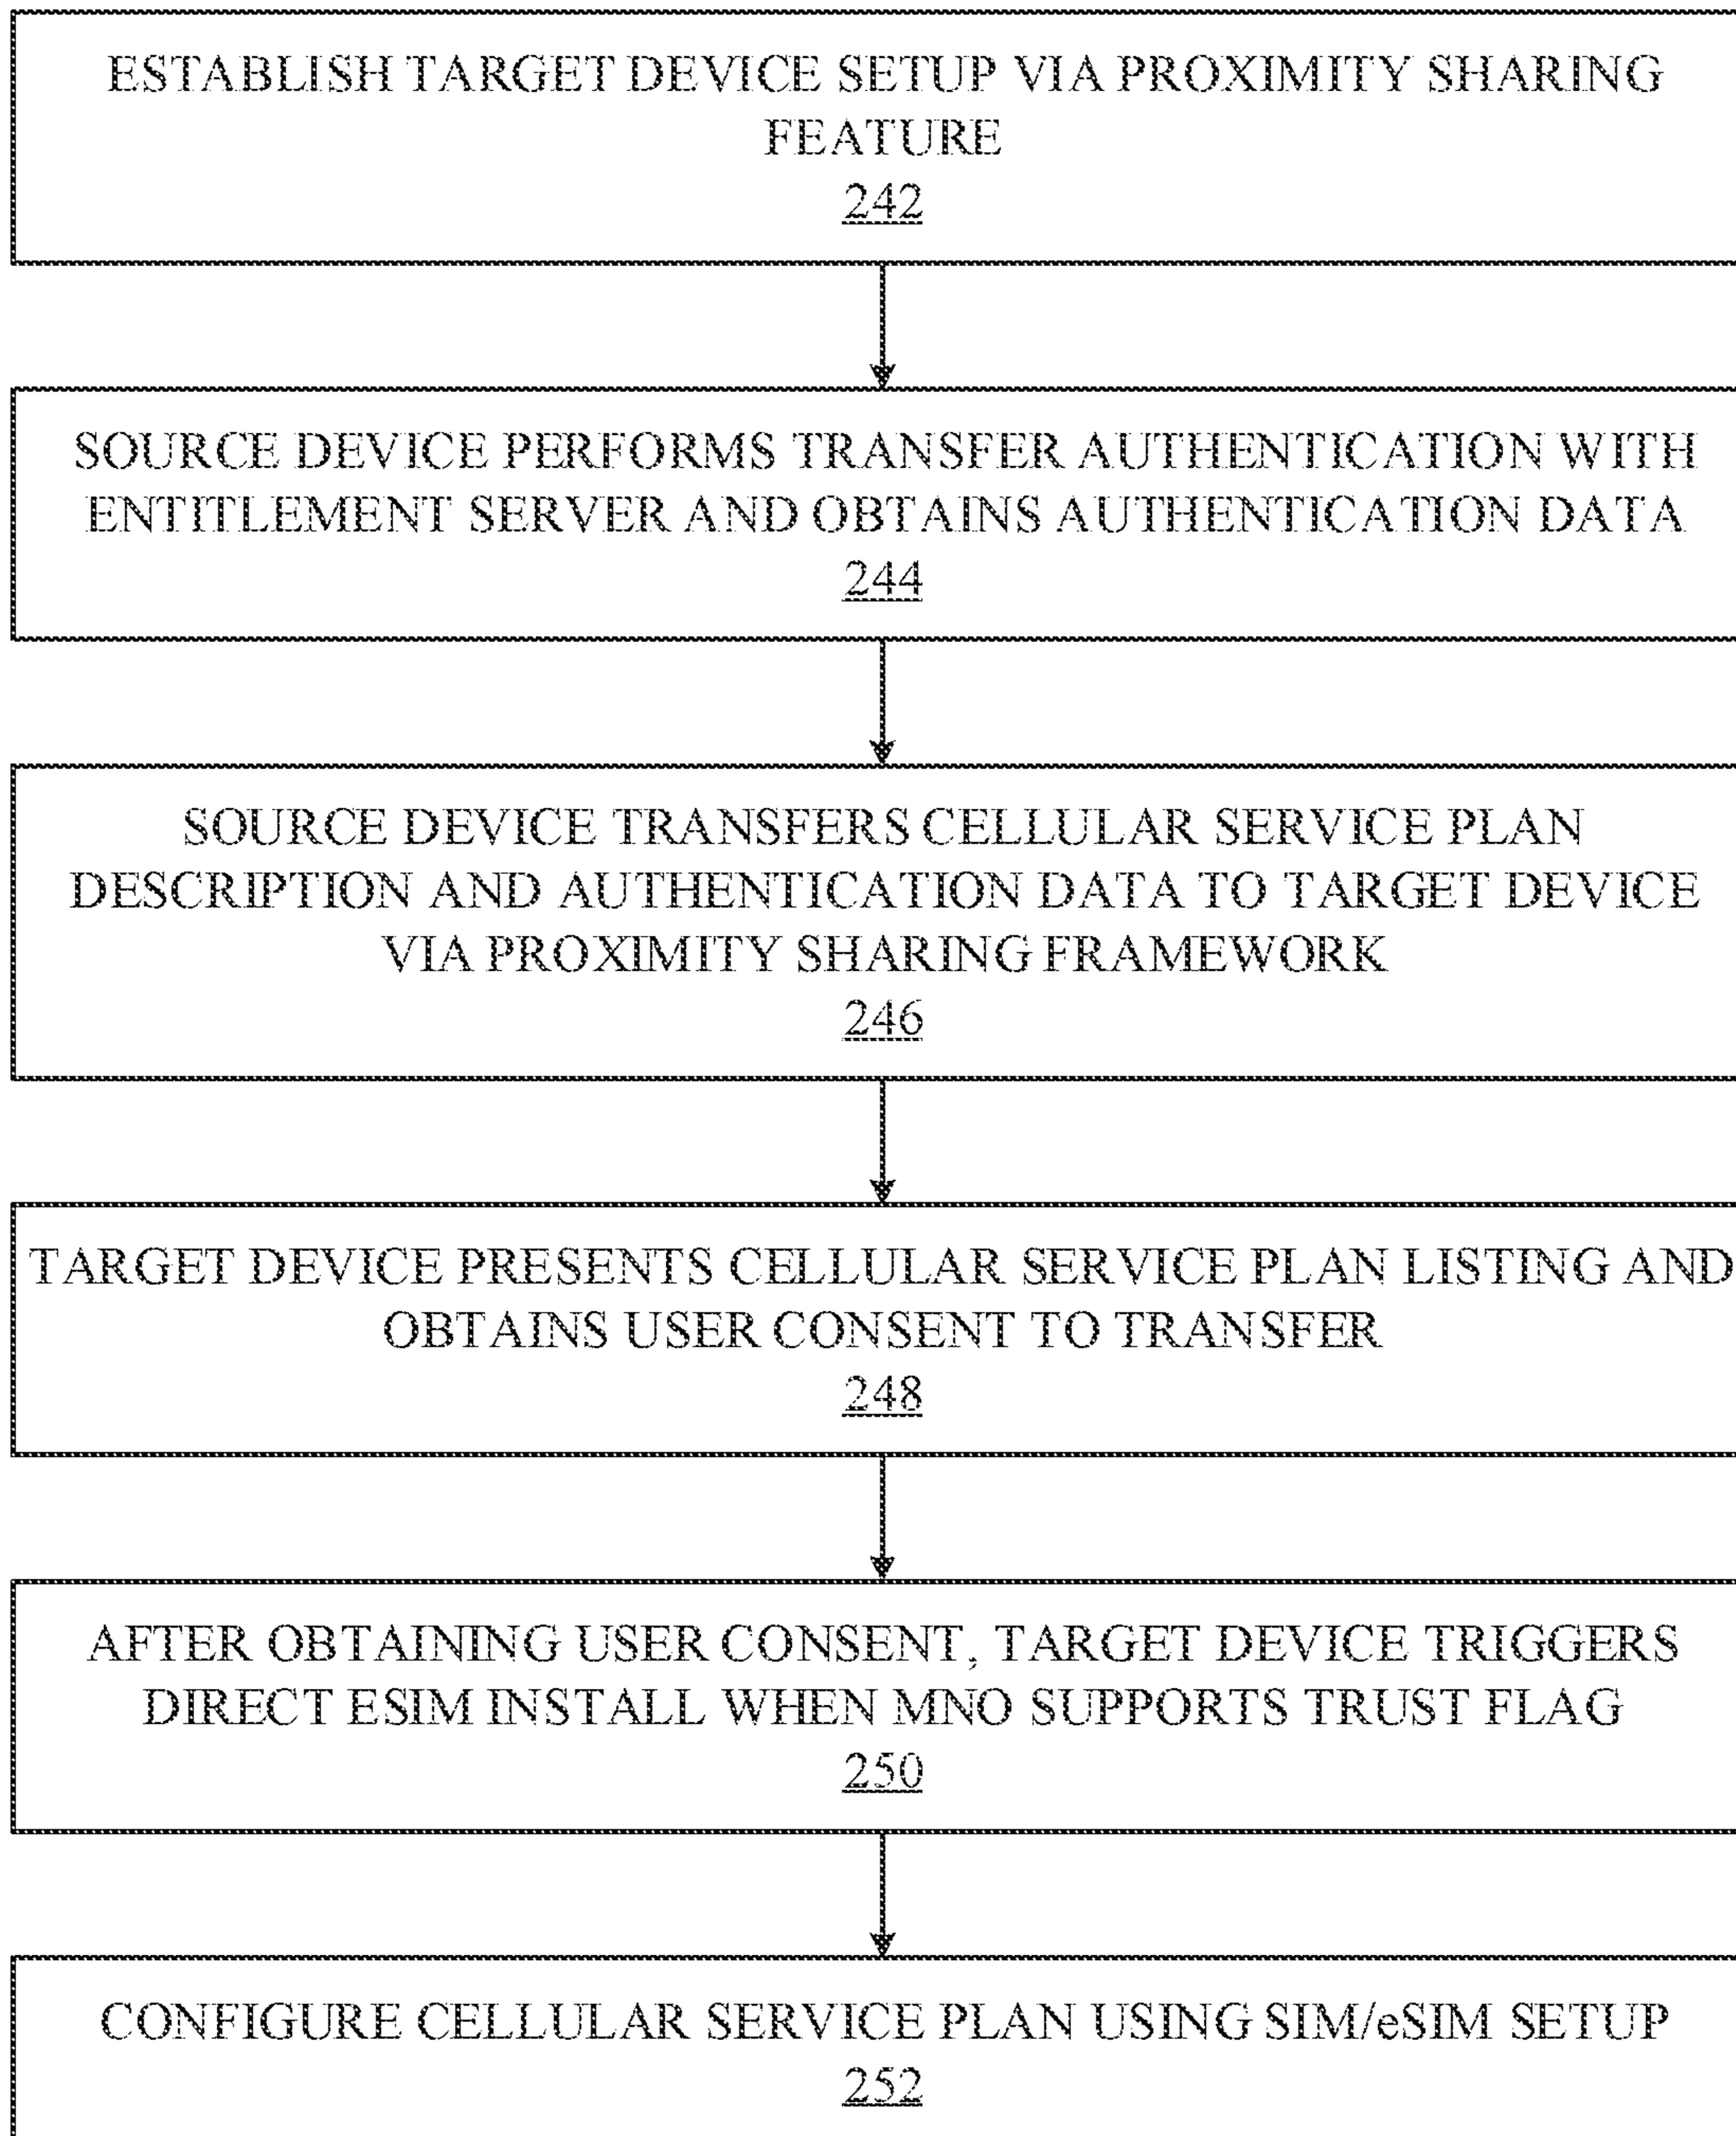 ESTABLISH TARGET DEVICE SETUP VIA PROXIMITY SHARING
FEATURE
242
SOURCE DEVICE PERFORMS TRANSFER AUTHENTICATION WITH
ENTITLEMENT SERVER AND OBTAINS AUTHENTICATION DATA
244
SOURCE DEVICE TRANSFERS CELLULAR SERVICE PLAN
DESCRIPTION AND AUTHENTICATION DATA TO TARGET DEVICE
VIA PROXIMITY SHARING FRAMEWORK
246
TARGET DEVICE PRESENTS CELLULAR SERVICE PLAN LISTING AND
OBTAINS USER CONSENT TO TRANSFER
248
AFTER OBTAINING USER CONSENT, TARGET DEVICE TRIGGERS
DIRECT ESIM INSTALL WHEN MNO SUPPORTS TRUST FLAG
250
CONFIGURE CELLULAR SERVICE PLAN USING SIM/eSIM SETUP
252